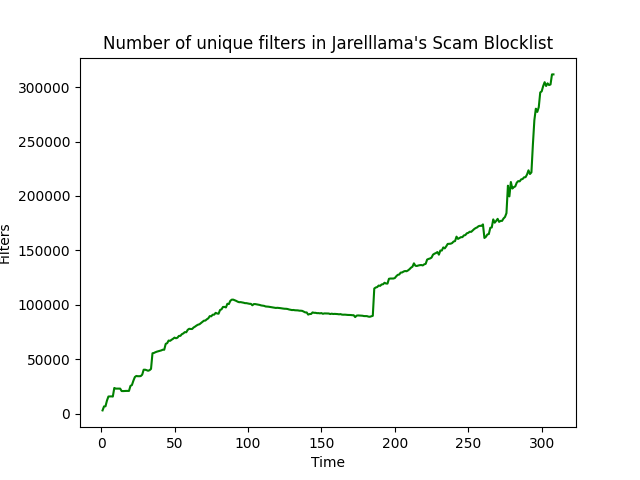 Number of unique filters in Jarelllama's Scam Blocklist
300000
250000
200000
150000
100000
50000
0
Filters
0 50 100 150 200 250 300
Time